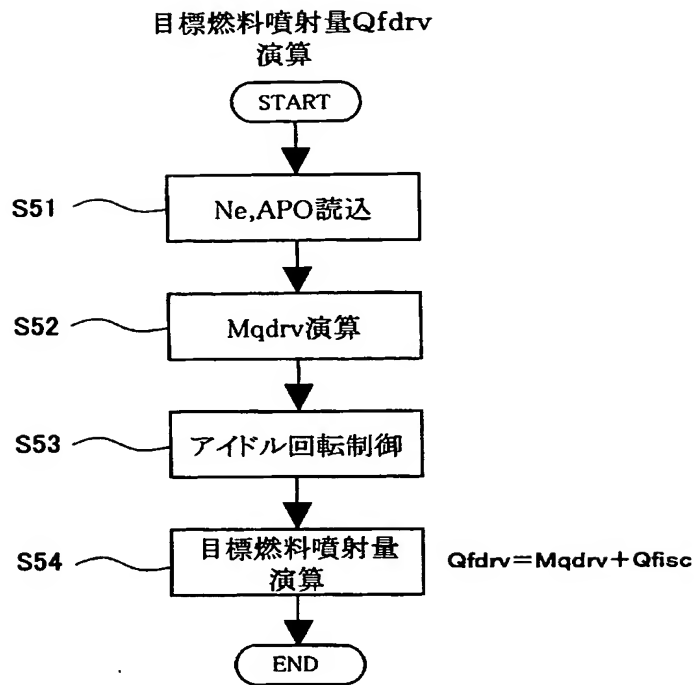 目標燃料噴射量Qfdrv
演算
START
S51
Ne,APO読込
S52
Mqdrv演算
S53
アイドル回転制御
S54
目標燃料噴射量
演算
Qfdrv=Mqdrv+Qfisc
END